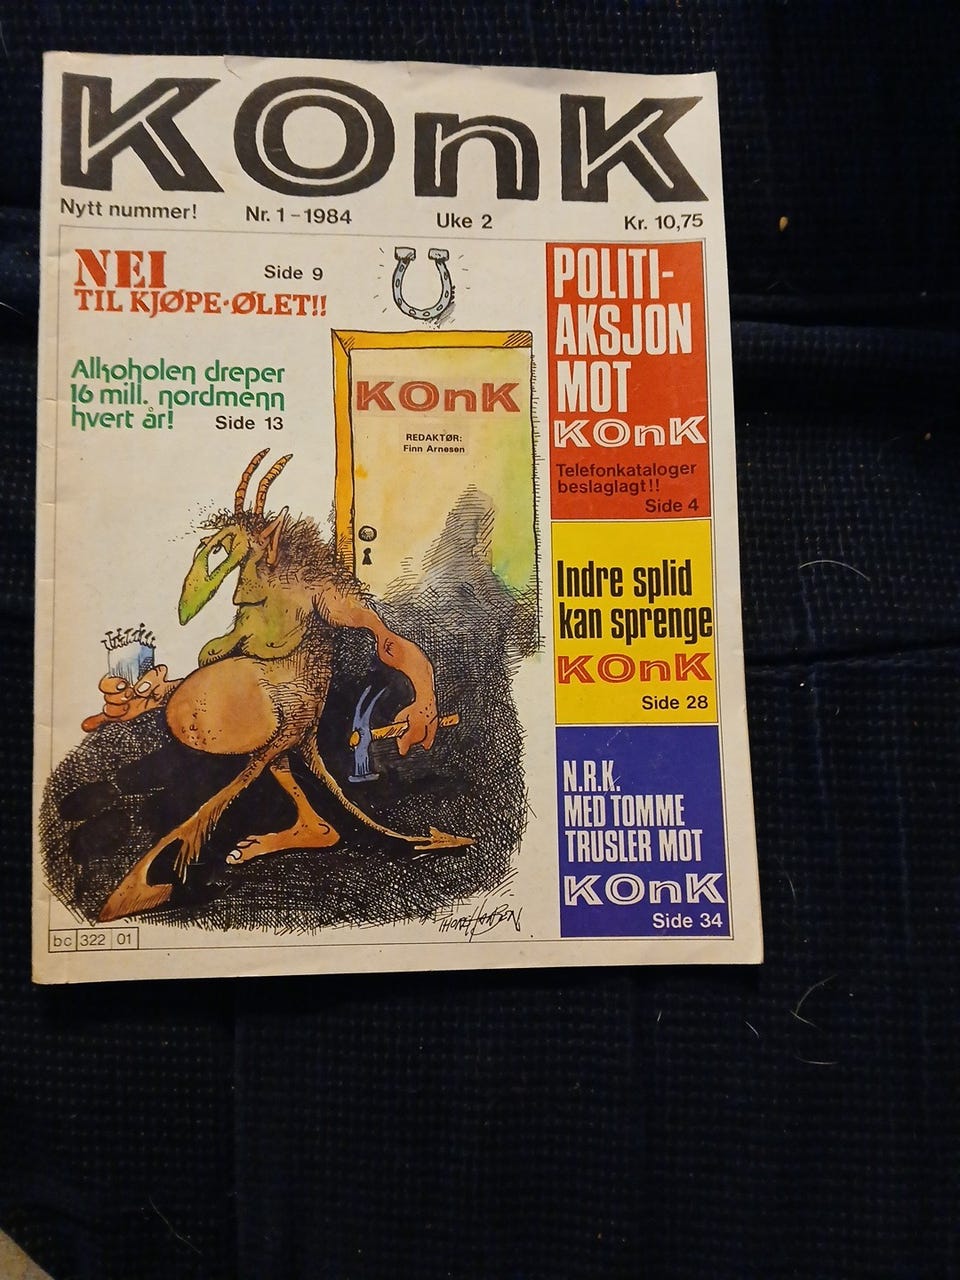 KOnK
Nytt nummer! Nr. 1 – 1984 Uke 2 Kr. 10,75
NEI Side 9
TIL KJØPE-ØLET!!
Alkoholen dreper
16 mill. nordmenn
hvert år! Side 13
KOnK
REDAKTØR:
Finn Arnesen
POLITI-
AKSJON
MOT
KOnK
Telefonkataloger
beslaglagt!!
Side 4
Indre splid
kan sprenge
KOnK
Side 28
N.R.K.
MED TOMME
TRUSLER MOT
KOnK
Side 34
THORE HANSEN
bc 322 01